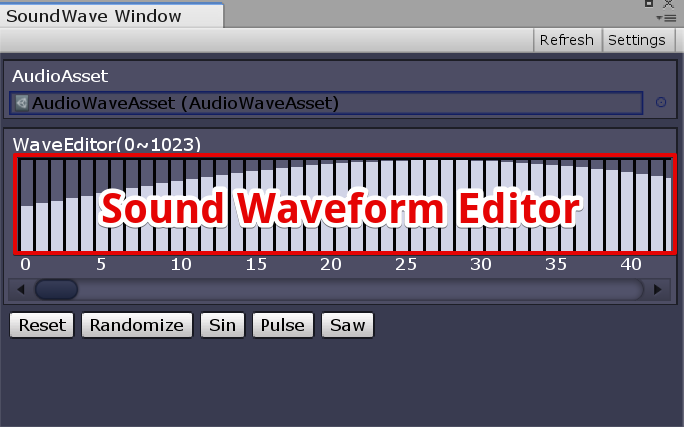 SoundWave Window
Refresh Settings
AudioAsset
AudioWaveAsset (AudioWaveAsset)
WaveEditor(0~1023)
Sound Waveform Editor
0 5 10 15 20 25 30 35 40
Reset Randomize Sin Pulse Saw